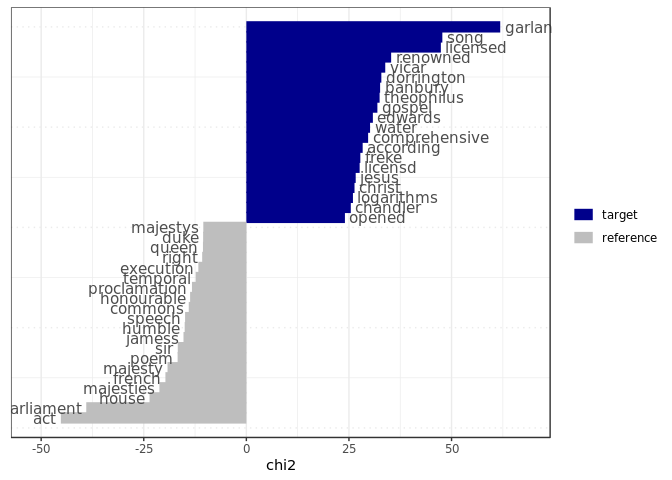 garlan
song
licensed
renowned
vicar
dorrington
banbury
theophilus
gospel
edwards
water
comprehensive
according
freke
licensd
jesus
christ
logarithms
chandler
opened
majestys
duke
queen
right
execution
temporal
proclamation
honourable
commons
speech
humble
jamess
sir
poem
majesty
french
majesties
house
arliament
act
-50 -25 0 25 50
chi2
target
reference